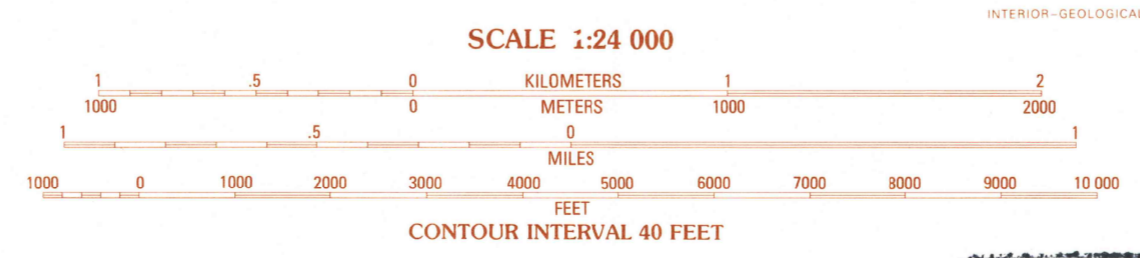 INTERIOR–GEOLOGICAL
SCALE 1:24 000
1 .5 0 KILOMETERS 1 2
1000 0 METERS 1000 2000
1 .5 0 1
MILES
1000 0 1000 2000 3000 4000 5000 6000 7000 8000 9000 10 000
FEET
CONTOUR INTERVAL 40 FEET